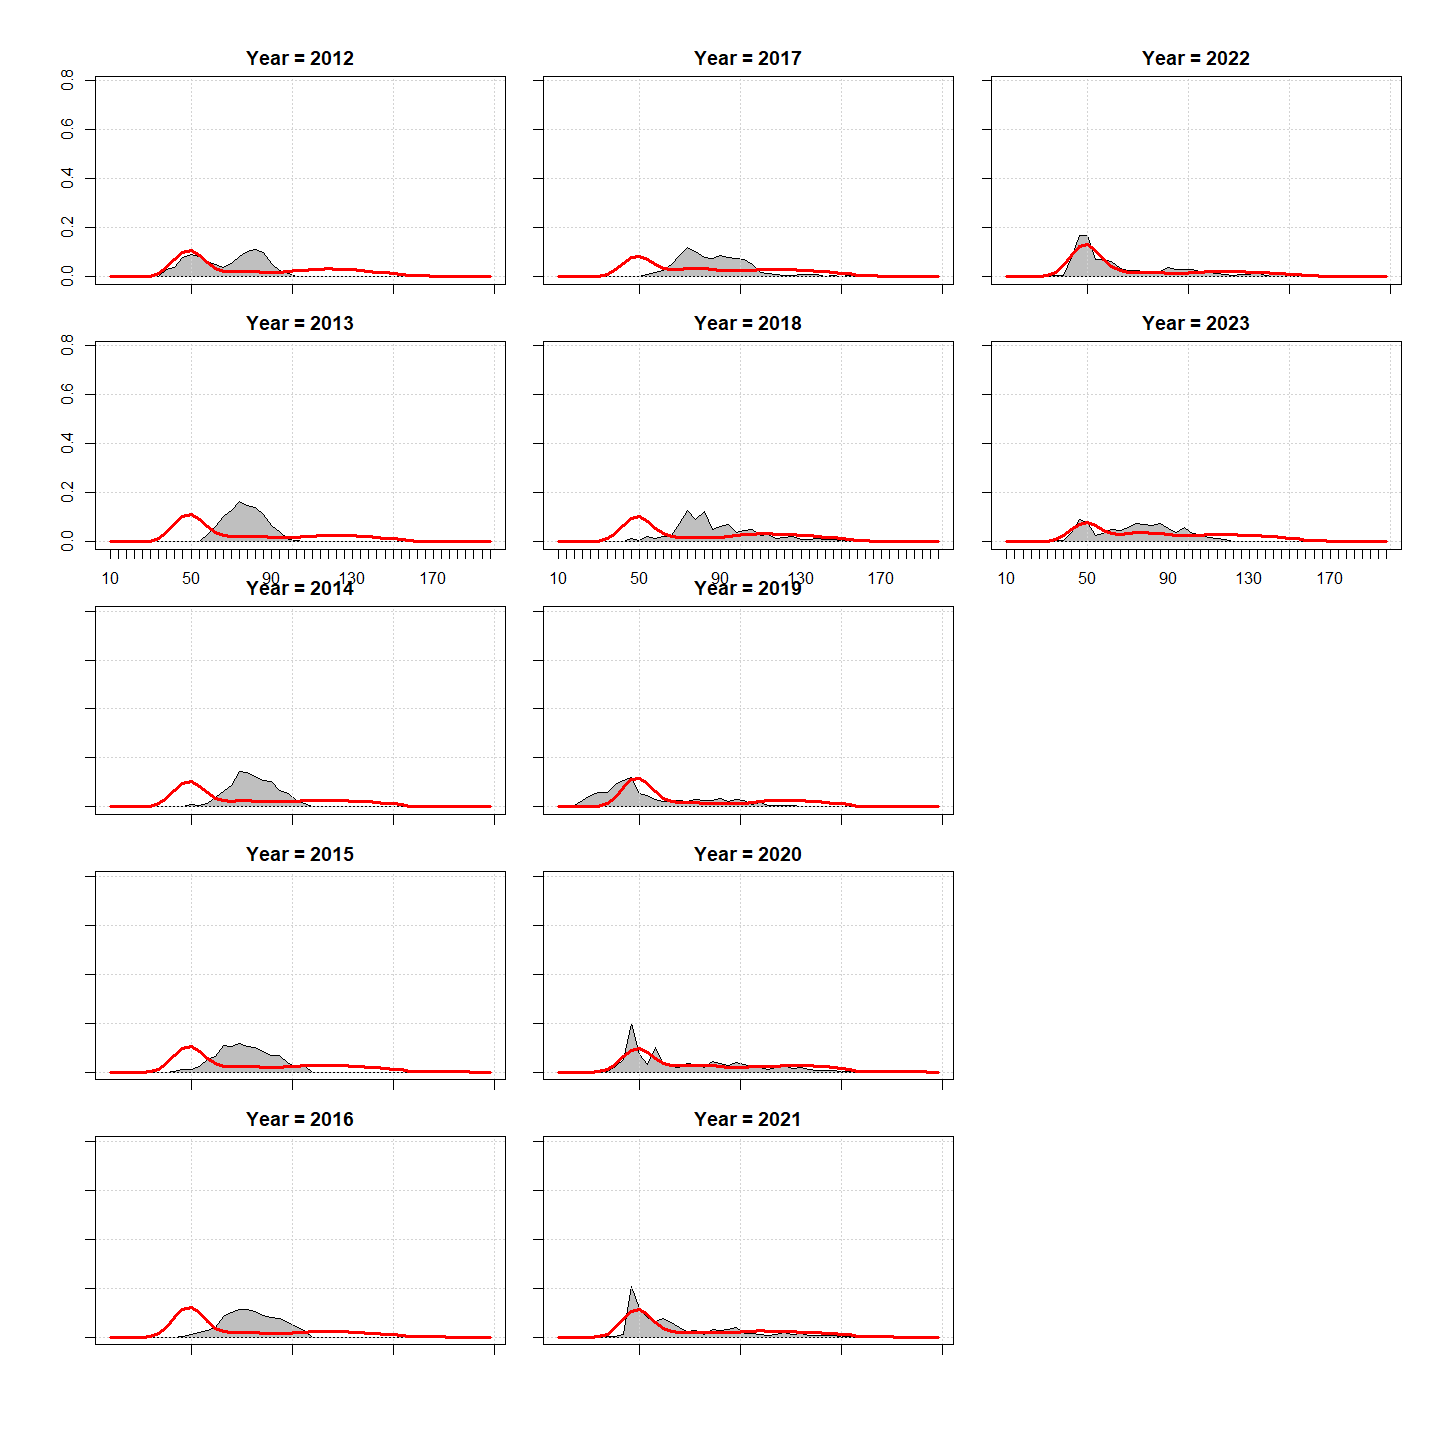 Year = 2012
Year = 2017
Year = 2022
0.0 0.2 0.4 0.6 0.8
Year = 2013
Year = 2018
Year = 2023
0.0 0.2 0.4 0.6 0.8
10 50 90 130 170
10 50 90 130 170
10 50 90 130 170
Year = 2014
Year = 2019
Year = 2015
Year = 2020
Year = 2016
Year = 2021